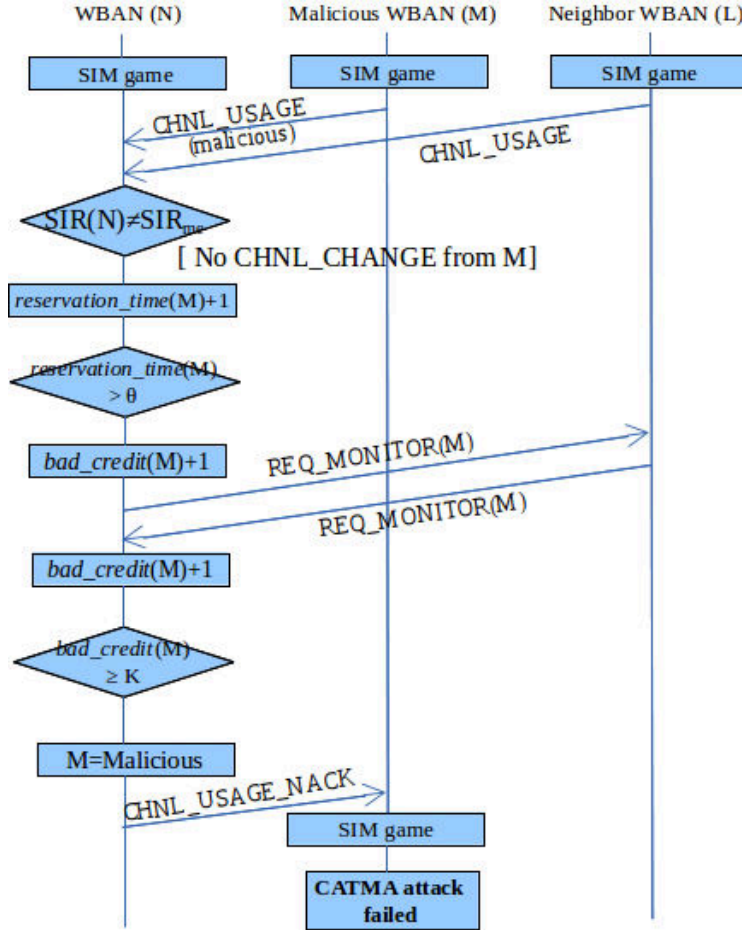 WBAN (N) Malicious WBAN (M) Neighbor WBAN (L)
SIM game SIM game SIM game
CHNL_USAGE
(malicious)
CHNL_USAGE
SIR(N)≠SIRme
[ No CHNL_CHANGE from M]
reservation_time(M)+1
reservation_time(M)
> θ
bad_credit(M)+1
REQ_MONITOR(M)
REQ_MONITOR(M)
bad_credit(M)+1
bad_credit(M)
≥ K
M=Malicious
CHNL_USAGE_NACK
SIM game
CATMA attack
failed